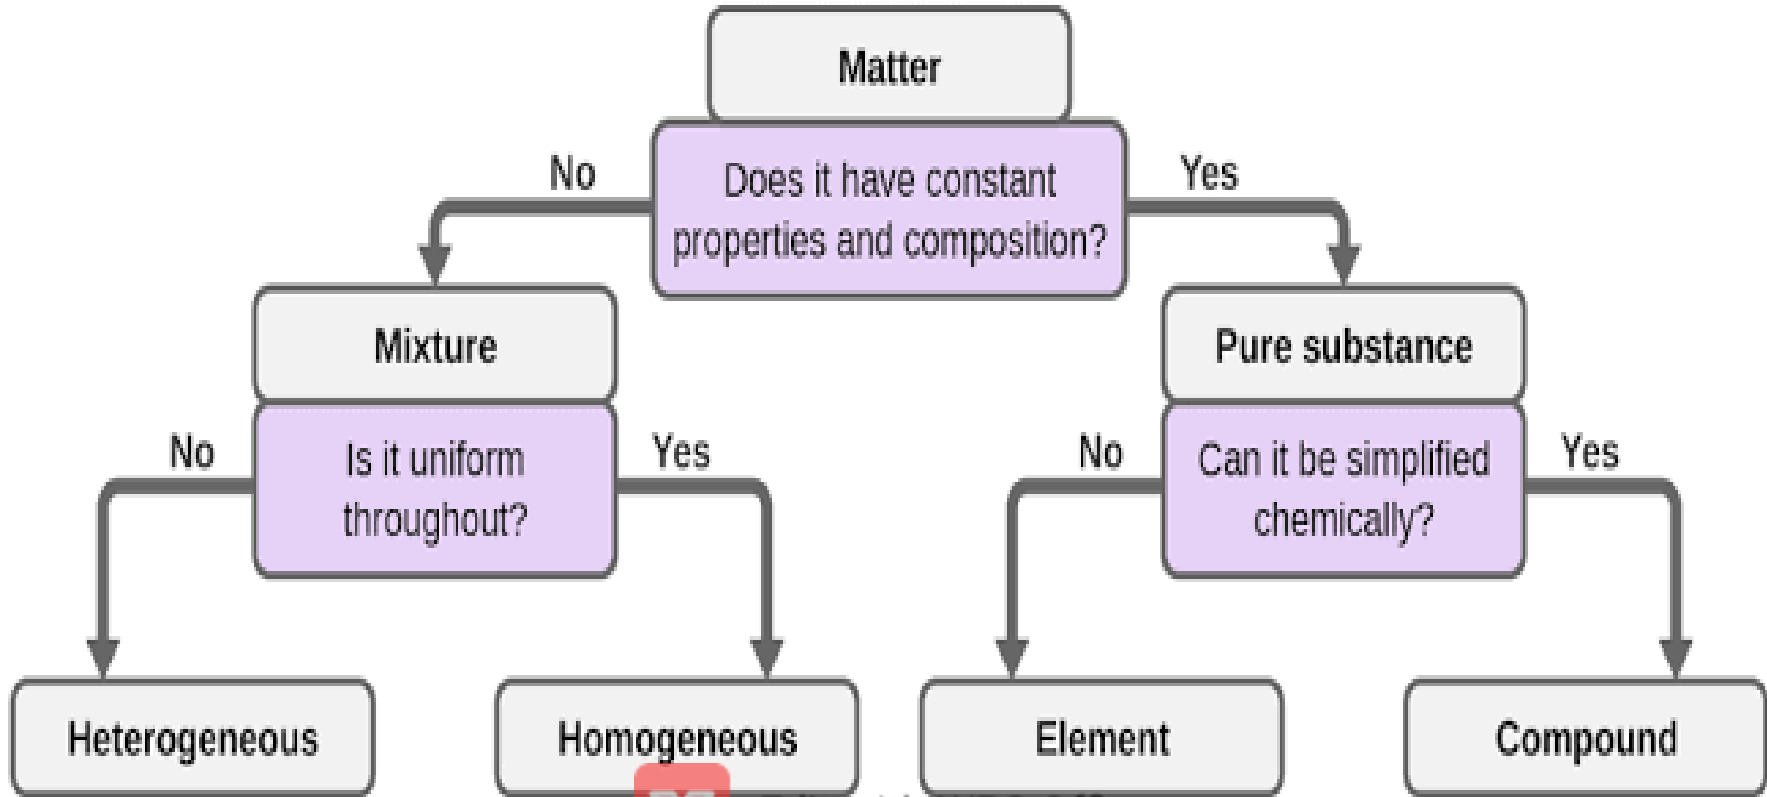 Matter
No
Does it have constant
properties and composition?
Yes
Mixture
Pure substance
No
Is it uniform
throughout?
Yes
No
Can it be simplified
chemically?
Yes
Heterogeneous
Homogeneous
Element
Compound